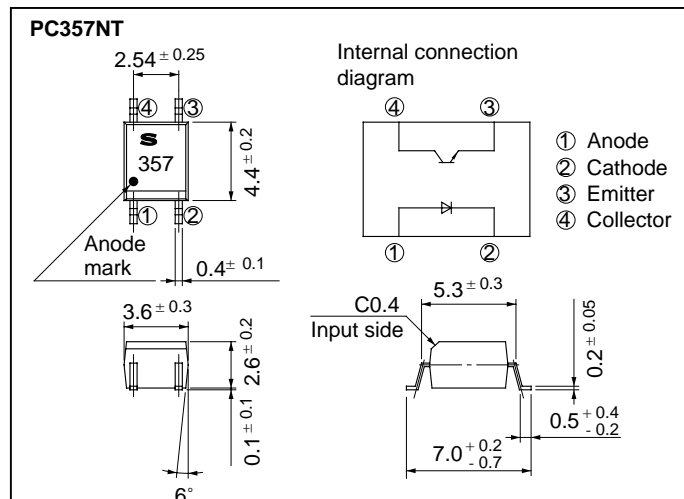 PC357NT
2.54 ± 0.25
④ ③
S
357
4.4 ± 0.2
① ②
Anode
mark
0.4 ± 0.1
Internal connection
diagram
④ ③
① ②
① Anode
② Cathode
③ Emitter
④ Collector
3.6 ± 0.3
2.6 ± 0.2
0.1 ± 0.1
6°
C0.4
Input side
5.3 ± 0.3
0.2 ± 0.05
0.5 + 0.4 - 0.2
7.0 + 0.2 - 0.7